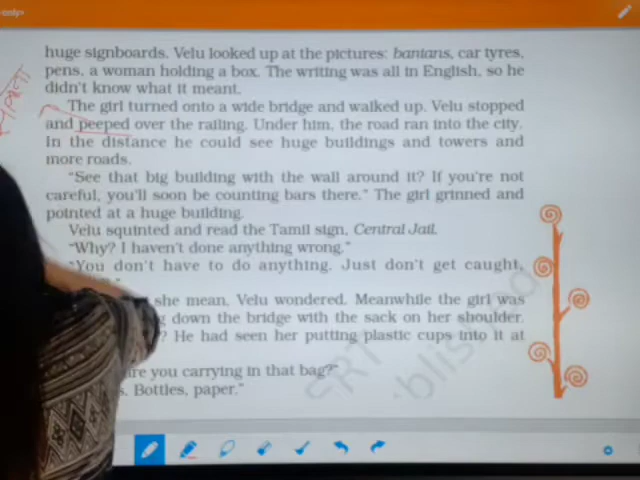 only»
huge signboards. Velu looked up at the pictures: banians, car tyres,
pens, a woman holding a box. The writing was all in English, so he
didn't know what it meant.
The girl turned onto a wide bridge and walked up. Velu stopped
and peeped over the railing. Under him, the road ran into the city.
In the distance he could see huge buildings and towers and
more roads.
"See that big building with the wall around it? If you're not
careful, you'll soon be counting bars there." The girl grinned and
pointed at a huge building.
Velu squinted and read the Tamil sign, Central Jail.
"Why? I haven't done anything wrong."
"You don't have to do anything. Just don't get caught,
she mean, Velu wondered. Meanwhile the girl was
down the bridge with the sack on her shoulder.
? He had seen her putting plastic cups into it at
are you carrying in that bag?"
s. Bottles, paper."